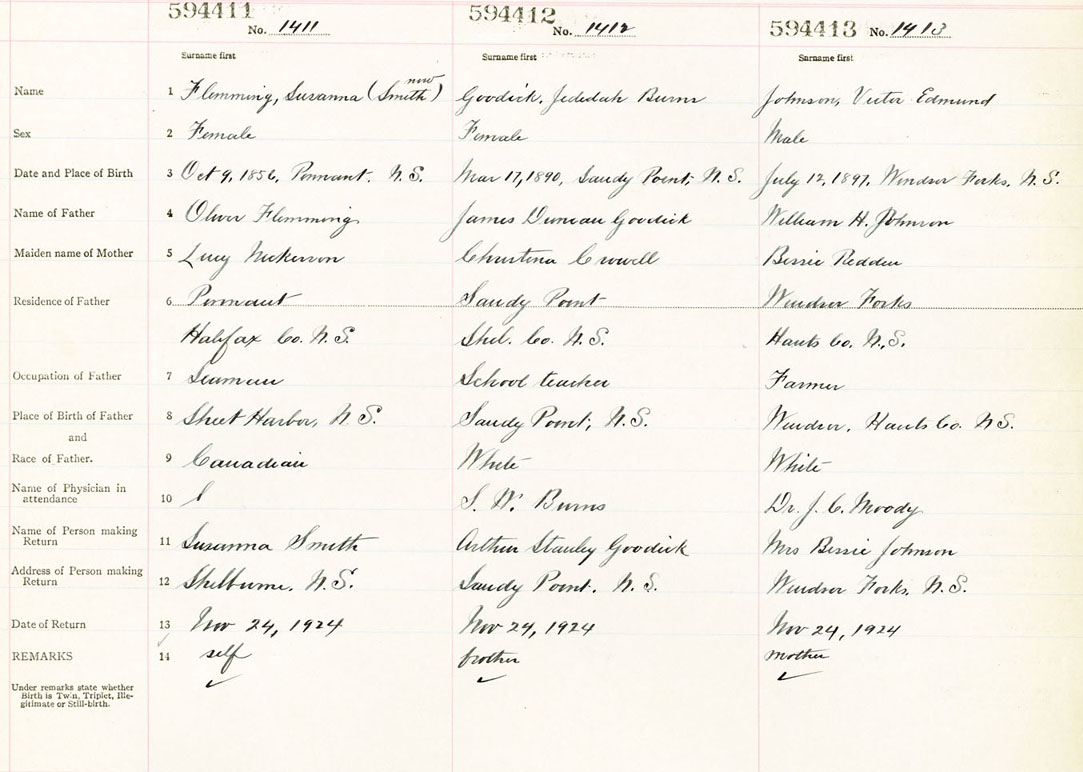 594411 594412 594413
No. 1411 No. 1412 No. 1413
Surname first Surname first Surname first
Name 1 Flemming, Susanna (now Smith) Goodick, Jededah Burns Johnson, Victor Edmund
Sex 2 Female Female Male
Date and Place of Birth 3 Oct 9, 1856, Pennant. N.S. Mar 17, 1890, Sandy Point, N.S. July 12, 1897, Windsor Forks, N.S.
Name of Father 4 Oliver Flemming James Duncan Goodick William H. Johnson
Maiden name of Mother 5 Lucy Nickerson Christina Crowell Bessie Redden
Residence of Father 6 Pennant Sandy Point Windsor Forks
Halifax Co. N.S. Shel. Co. N.S. Hants Co. N.S.
Occupation of Father 7 Seaman School teacher Farmer
Place of Birth of Father 8 Sheet Harbor, N.S. Sandy Point, N.S. Windsor, Hants Co. N.S.
and
Race of Father. 9 Canadian White White
Name of Physician in
attendance 10 S. W. Burns Dr. J. C. Moody
Name of Person making
Return 11 Susanna Smith Arthur Stanley Goodick Mrs Bessie Johnson
Address of Person making
Return 12 Shelburne, N.S. Sandy Point. N.S. Windsor Forks, N.S.
Date of Return 13 Nov 24, 1924 Nov 24, 1924 Nov 24, 1924
REMARKS 14 self brother mother
Under remarks state whether
Birth is Twin, Triplet, Ille-
gitimate or Still-birth.